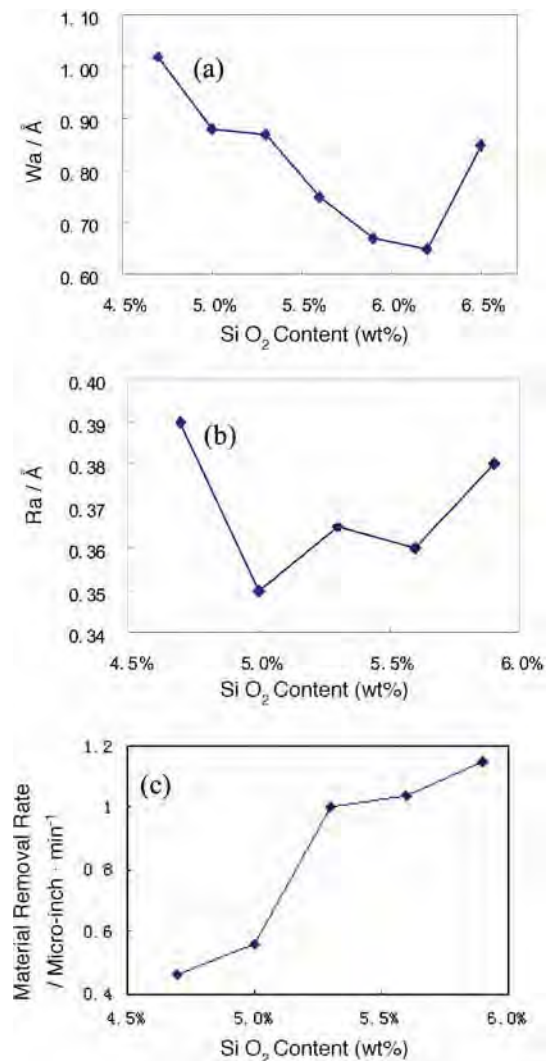 1. 10
(a)
1. 00
0. 90
0. 80
0. 70
0. 60
Wa / Å
4. 5% 5. 0% 5. 5% 6. 0% 6. 5%
Si O2 Content (wt%)
0. 40
0. 39
(b)
0. 38
0. 37
0. 36
0. 35
0. 34
Ra / Å
4. 5% 5. 0% 5. 5% 6. 0%
Si O2 Content (wt%)
1. 2
(c)
1
0. 8
0. 6
0. 4
Material Removal Rate
/ Micro-inch · min-1
4. 5% 5. 0% 5. 5% 6. 0%
Si O2 Content (wt%)